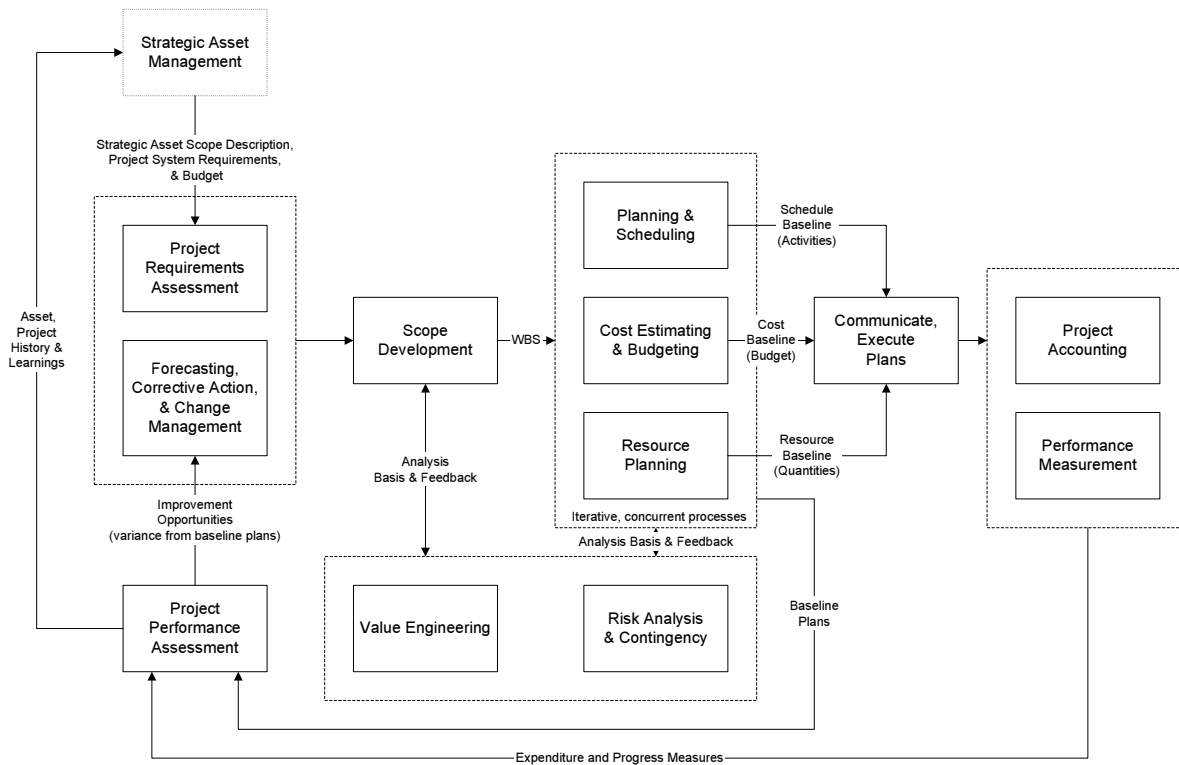 Strategic Asset
Management
Strategic Asset Scope Description,
Project System Requirements,
& Budget
Project
Requirements
Assessment
Forecasting,
Corrective Action,
& Change
Management
Asset,
Project
History &
Learnings
Improvement
Opportunities
(variance from baseline plans)
Project
Performance
Assessment
Scope
Development
WBS
Analysis
Basis & Feedback
Planning &
Scheduling
Cost Estimating
& Budgeting
Resource
Planning
Iterative, concurrent processes
Analysis Basis & Feedback
Value Engineering
Risk Analysis
& Contingency
Schedule
Baseline
(Activities)
Cost
Baseline
(Budget)
Resource
Baseline
(Quantities)
Communicate,
Execute
Plans
Baseline
Plans
Project
Accounting
Performance
Measurement
Expenditure and Progress Measures